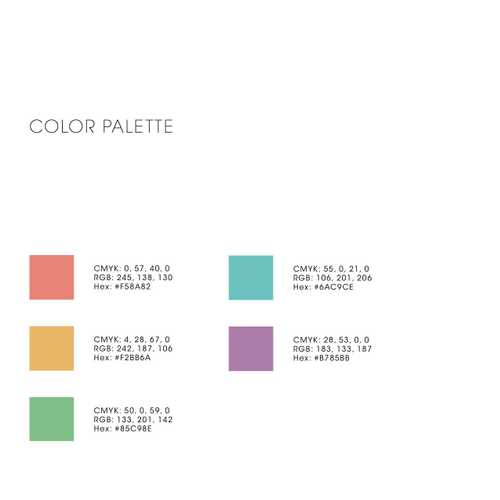 COLOR PALETTE
CMYK: 0, 57, 40, 0
RGB: 245, 138, 130
Hex: #F58A82
CMYK: 4, 28, 67, 0
RGB: 242, 187, 106
Hex: #F2BB6A
CMYK: 50, 0, 59, 0
RGB: 133, 201, 142
Hex: #85C98E
CMYK: 55, 0, 21, 0
RGB: 106, 201, 206
Hex: #6AC9CE
CMYK: 28, 53, 0, 0
RGB: 183, 133, 187
Hex: #B785BB